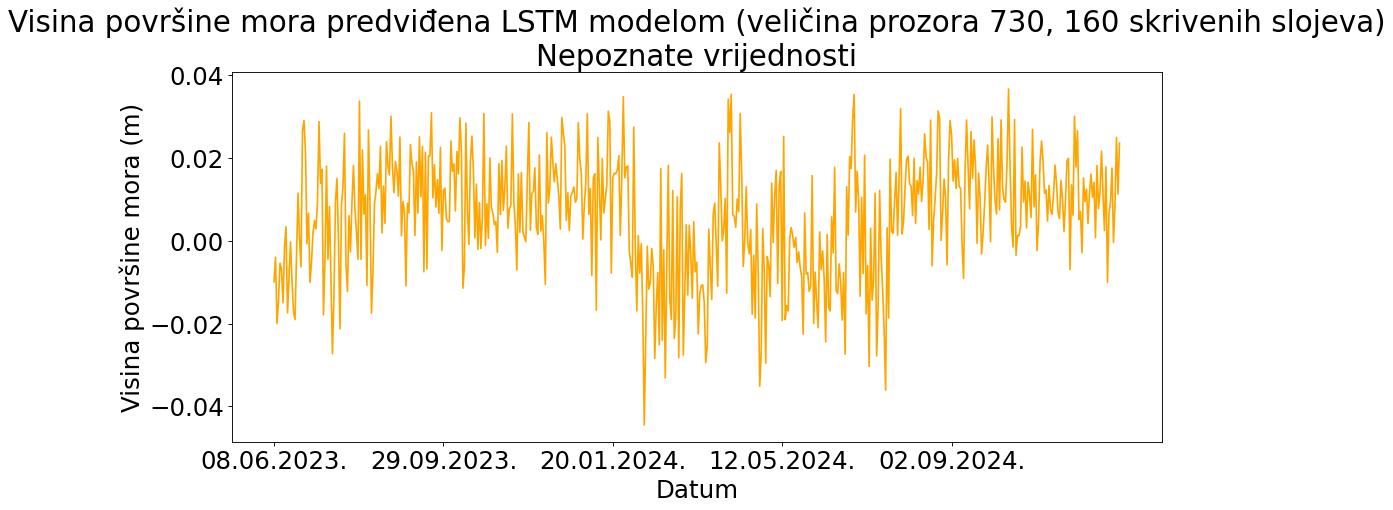 Visina površine mora predviđena LSTM modelom (veličina prozora 730, 160 skrivenih slojeva)
Nepoznate vrijednosti
0.04
0.02
0.00
−0.02
−0.04
Visina površine mora (m)
08.06.2023. 29.09.2023. 20.01.2024. 12.05.2024. 02.09.2024.
Datum